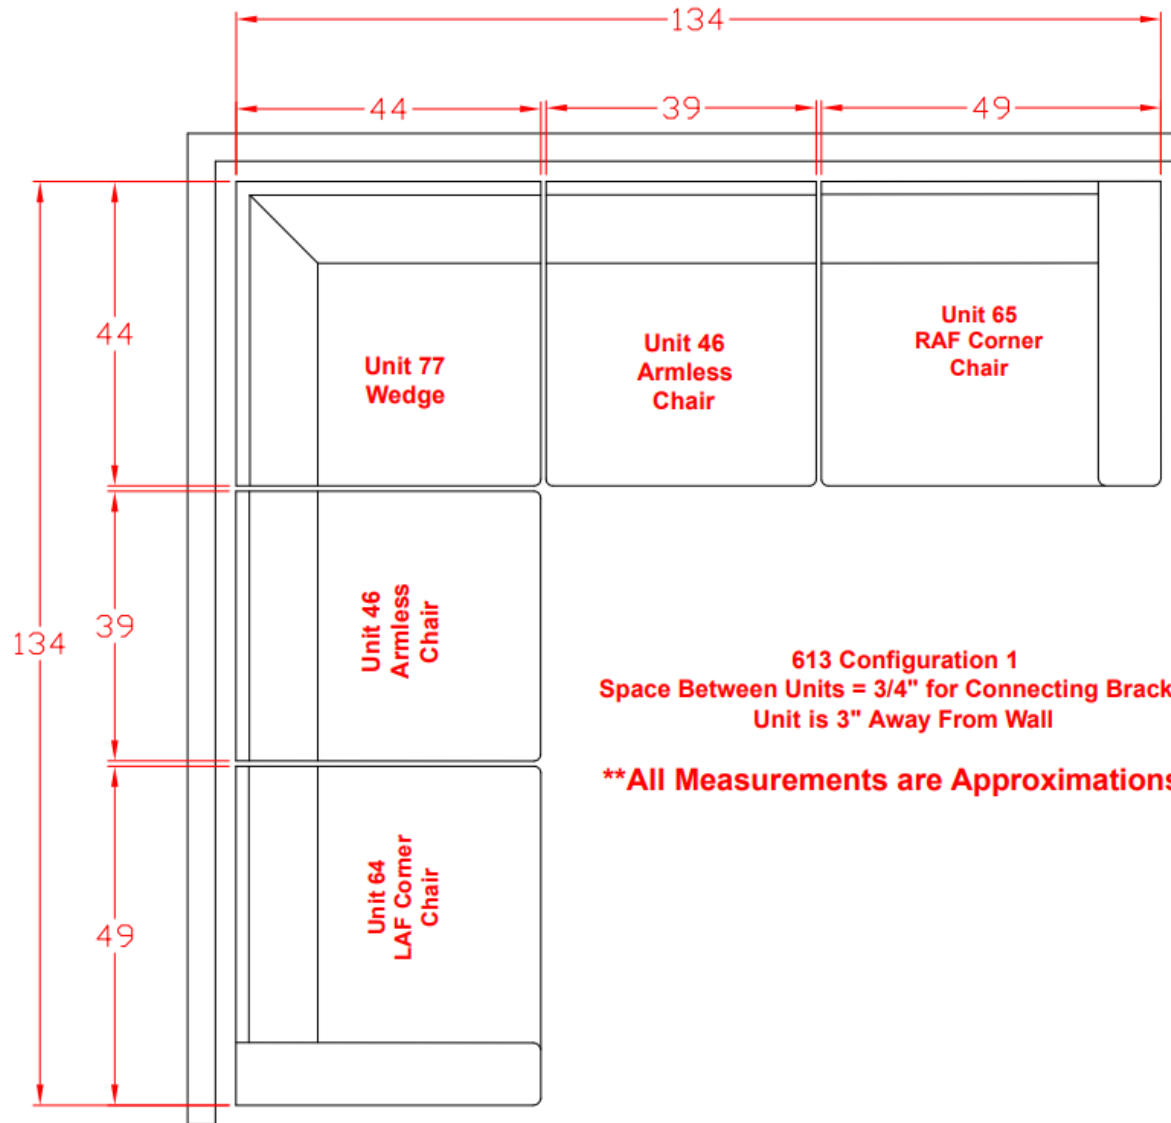 134
44
39
49
44
39
49
134
Unit 77
Wedge
Unit 46
Armless
Chair
Unit 65
RAF Corner
Chair
Unit 46
Armless
Chair
Unit 64
LAF Corner
Chair
613 Configuration 1
Space Between Units = 3/4" for Connecting Brack
Unit is 3" Away From Wall
**All Measurements are Approximations